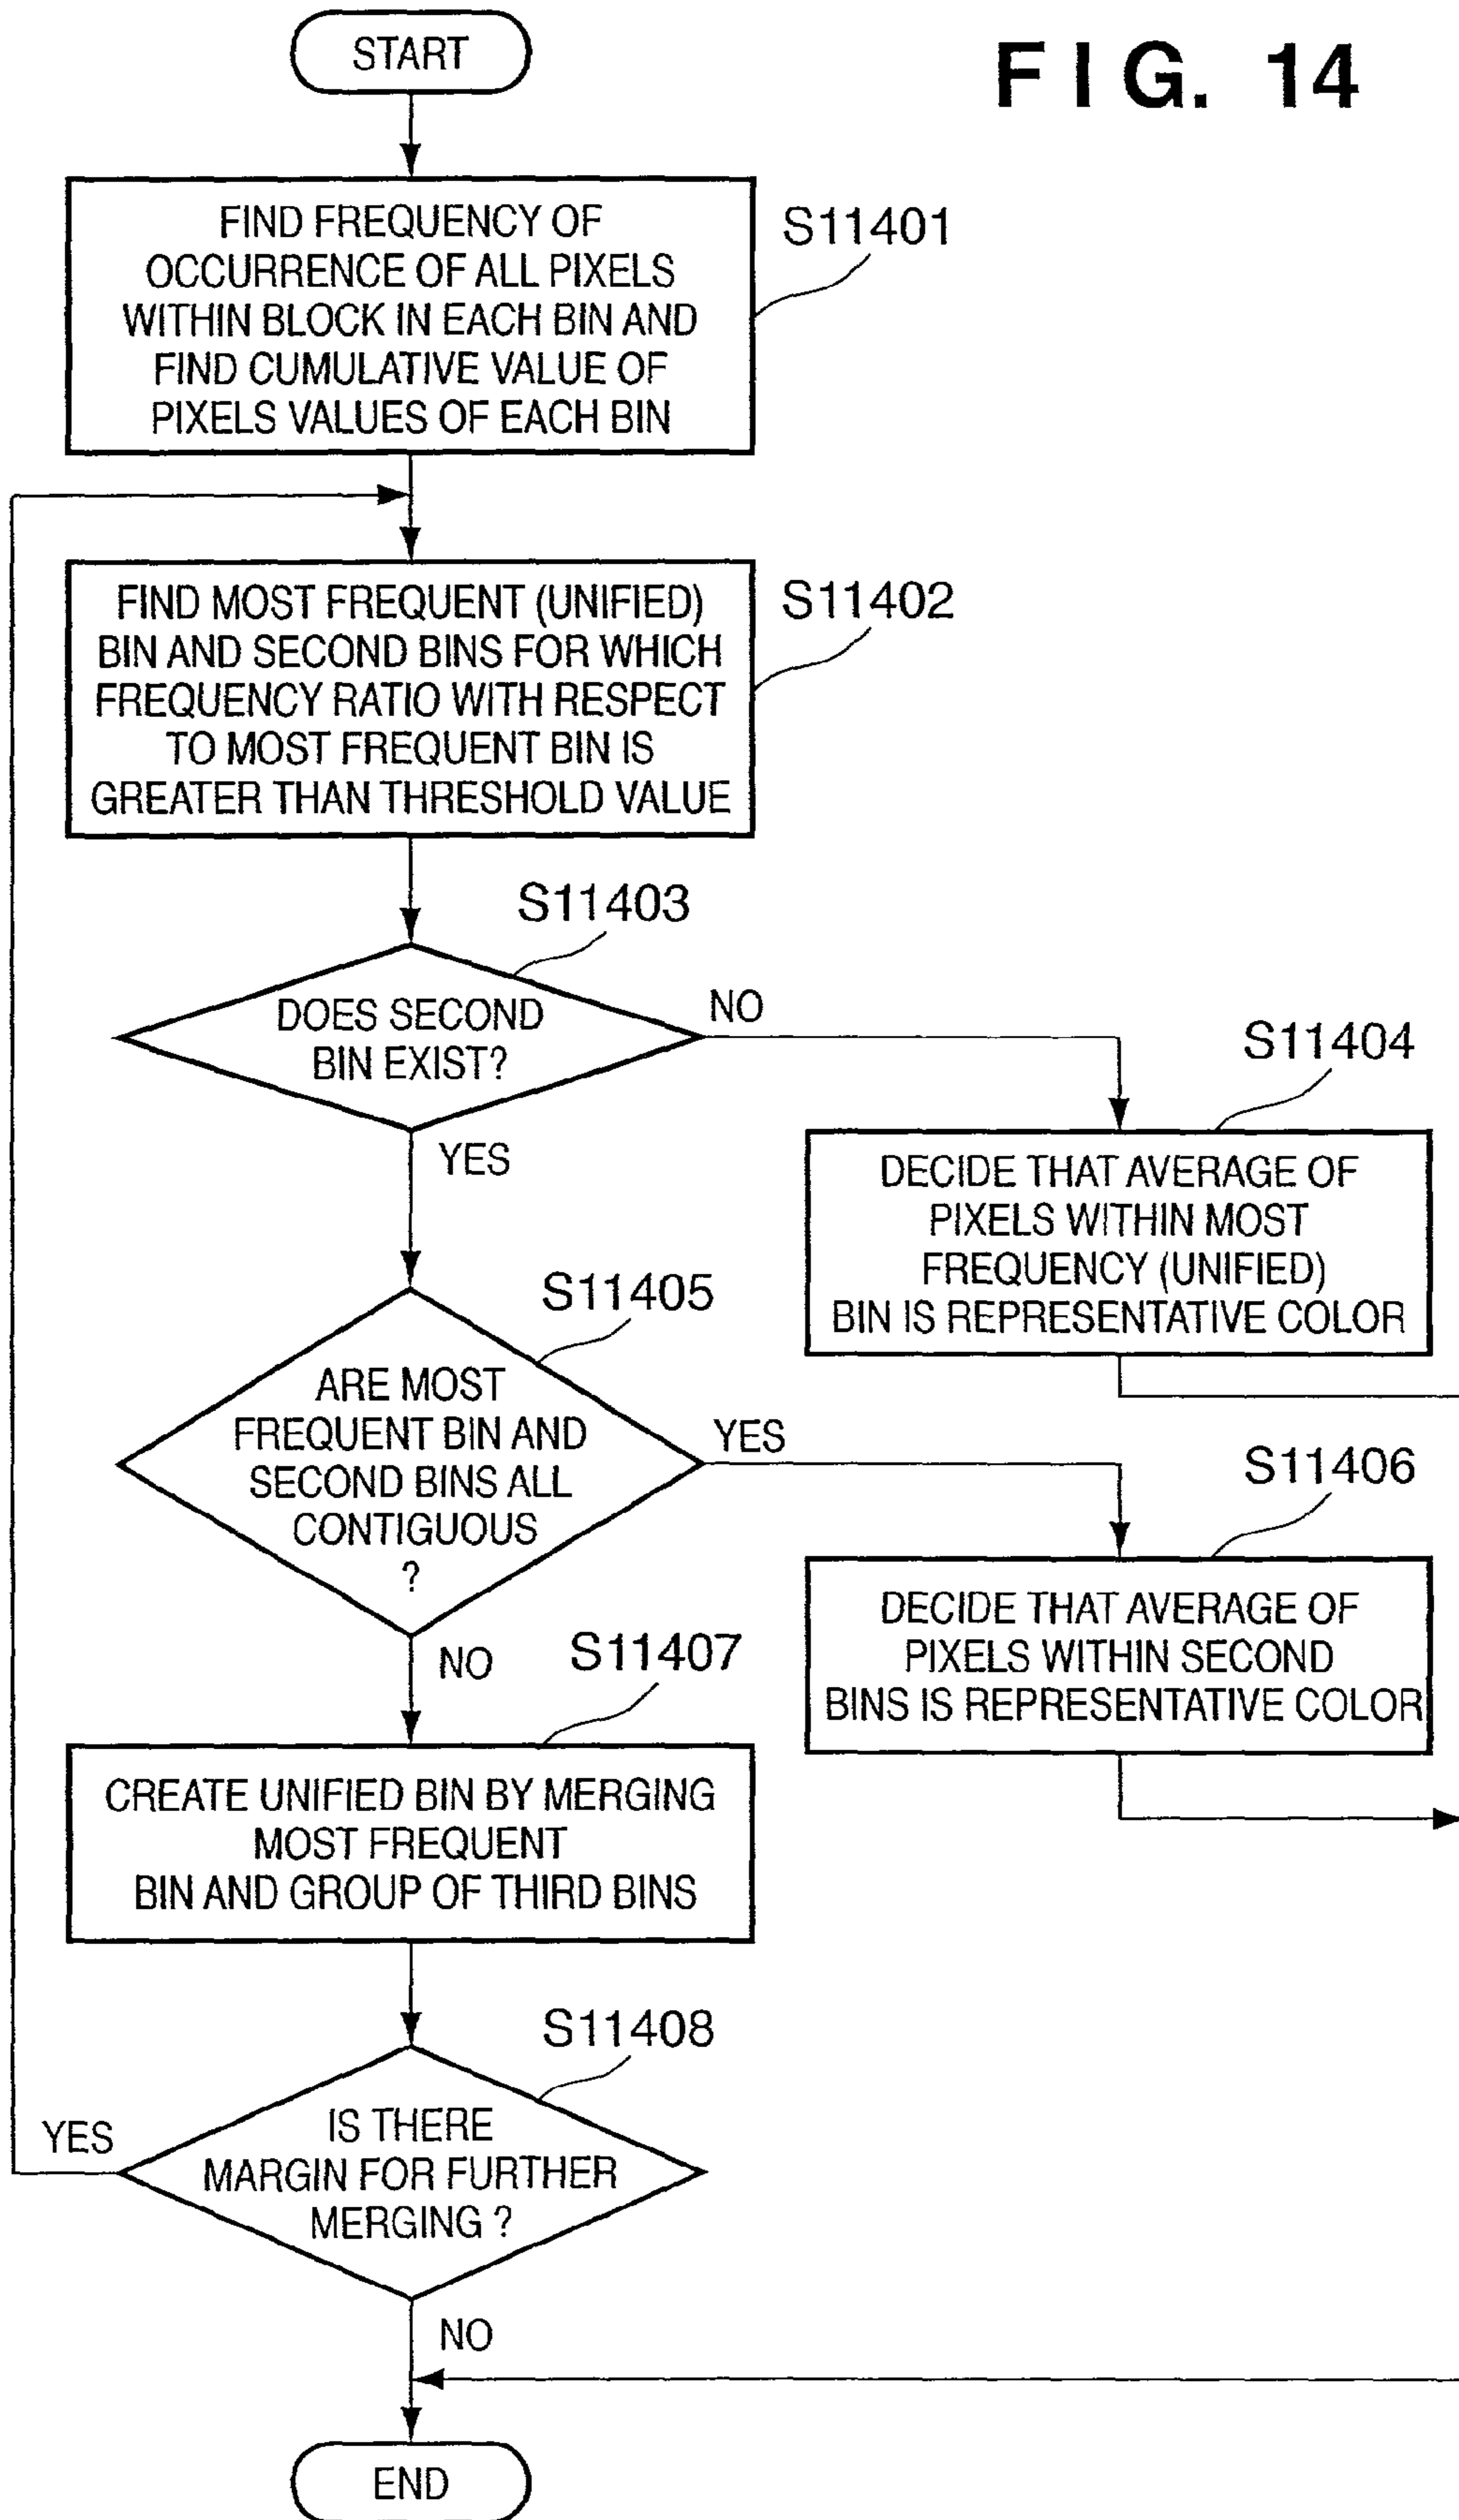 START
F I G. 14
FIND FREQUENCY OF
OCCURRENCE OF ALL PIXELS
WITHIN BLOCK IN EACH BIN AND
FIND CUMULATIVE VALUE OF
PIXELS VALUES OF EACH BIN
S11401
FIND MOST FREQUENT (UNIFIED)
BIN AND SECOND BINS FOR WHICH
FREQUENCY RATIO WITH RESPECT
TO MOST FREQUENT BIN IS
GREATER THAN THRESHOLD VALUE
S11402
S11403
DOES SECOND
BIN EXIST?
NO
YES
S11404
DECIDE THAT AVERAGE OF
PIXELS WITHIN MOST
FREQUENCY (UNIFIED)
BIN IS REPRESENTATIVE COLOR
S11405
ARE MOST
FREQUENT BIN AND
SECOND BINS ALL
CONTIGUOUS
?
YES
NO
S11406
DECIDE THAT AVERAGE OF
PIXELS WITHIN SECOND
BINS IS REPRESENTATIVE COLOR
S11407
CREATE UNIFIED BIN BY MERGING
MOST FREQUENT
BIN AND GROUP OF THIRD BINS
S11408
IS THERE
MARGIN FOR FURTHER
MERGING ?
YES
NO
END